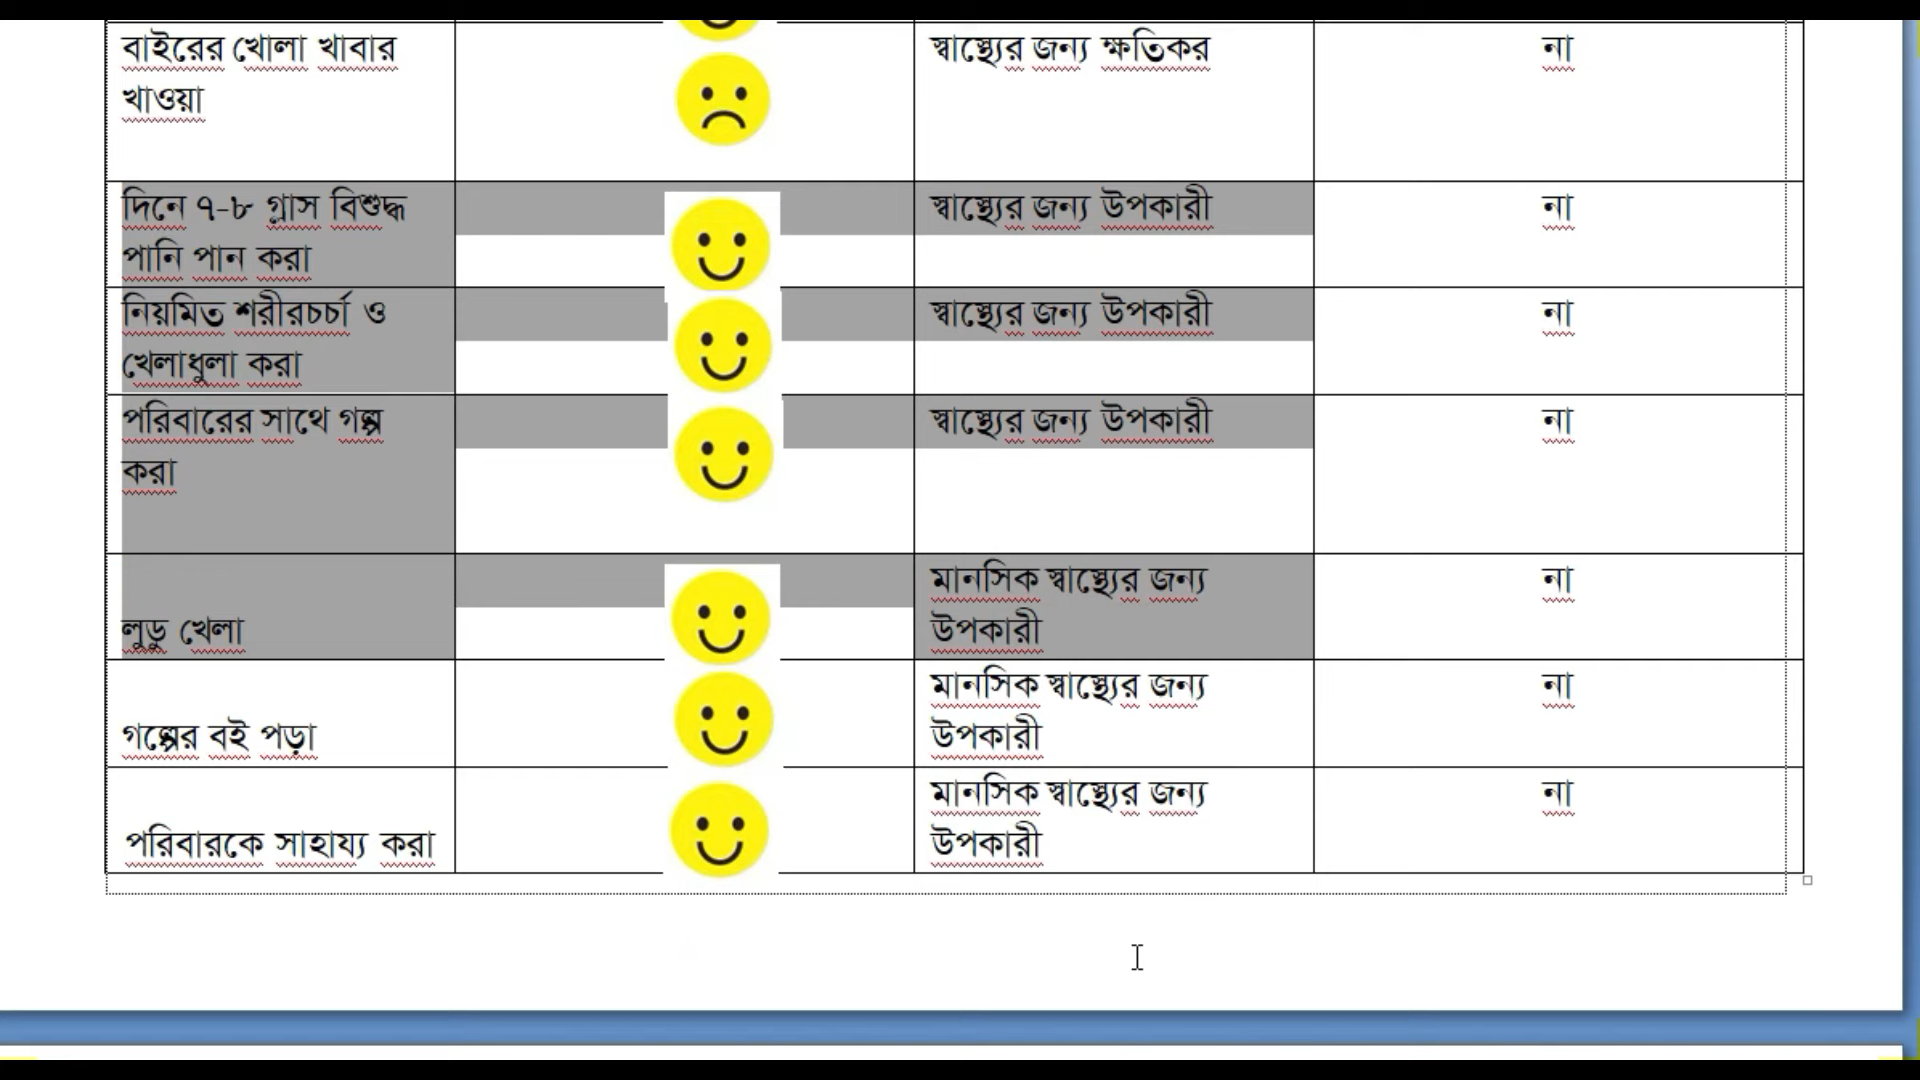 বাইরের খোলা খাবার
খাওয়া
স্বাস্থ্যের জন্য ক্ষতিকর
না
দিনে ৭-৮ গ্লাস বিশুদ্ধ
পানি পান করা
স্বাস্থ্যের জন্য উপকারী
না
নিয়মিত শরীরচর্চা ও
খেলাধুলা করা
স্বাস্থ্যের জন্য উপকারী
না
পরিবারের সাথে গল্প
করা
স্বাস্থ্যের জন্য উপকারী
না
লুডু খেলা
মানসিক স্বাস্থ্যের জন্য
উপকারী
না
গল্পের বই পড়া
মানসিক স্বাস্থ্যের জন্য
উপকারী
না
পরিবারকে সাহায্য করা
মানসিক স্বাস্থ্যের জন্য
উপকারী
না